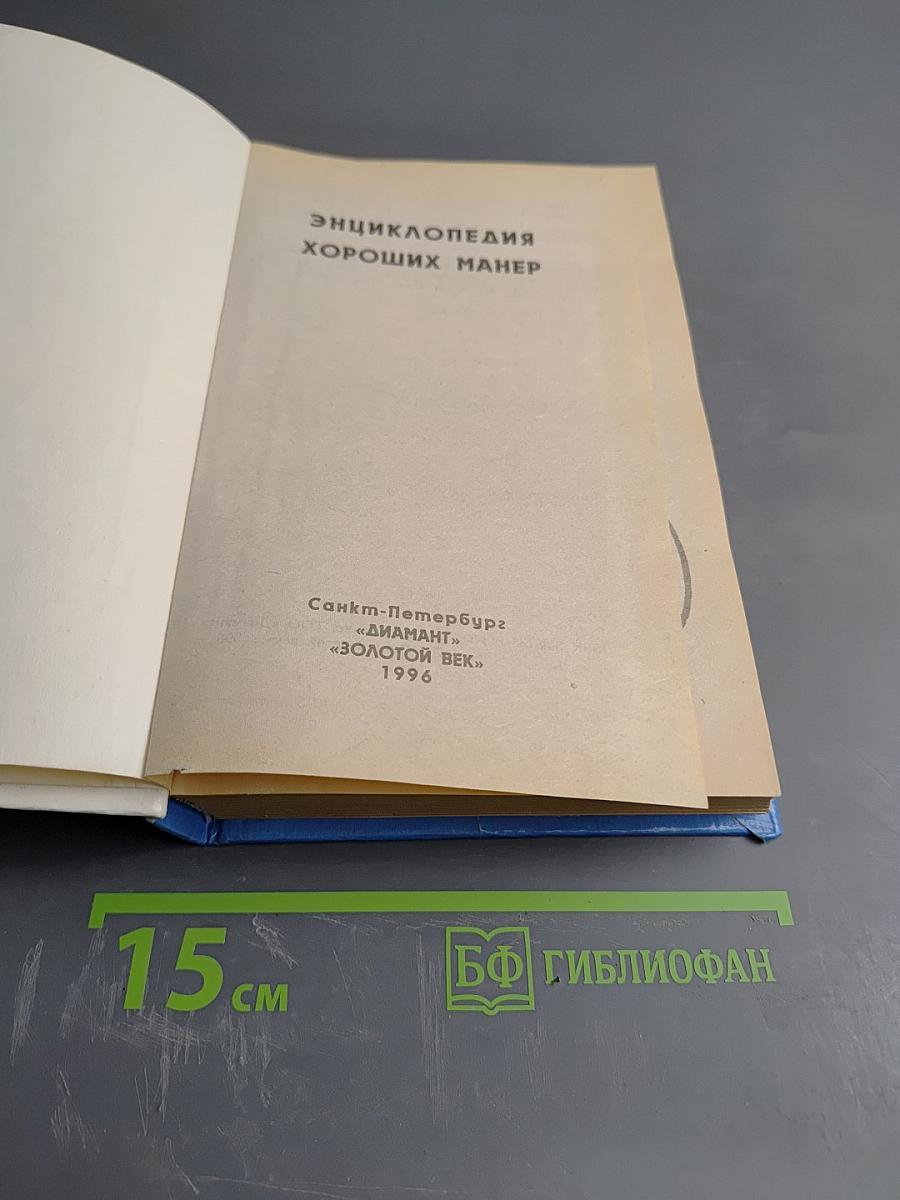 ЭНЦИКЛОПЕДИЯ
ХОРОШИХ МАНЕР
Санкт-Петербург
«ДИАМАНТ»
«ЗОЛОТОЙ ВЕК»
1996
15 см
БФ ГИБЛИОФАН